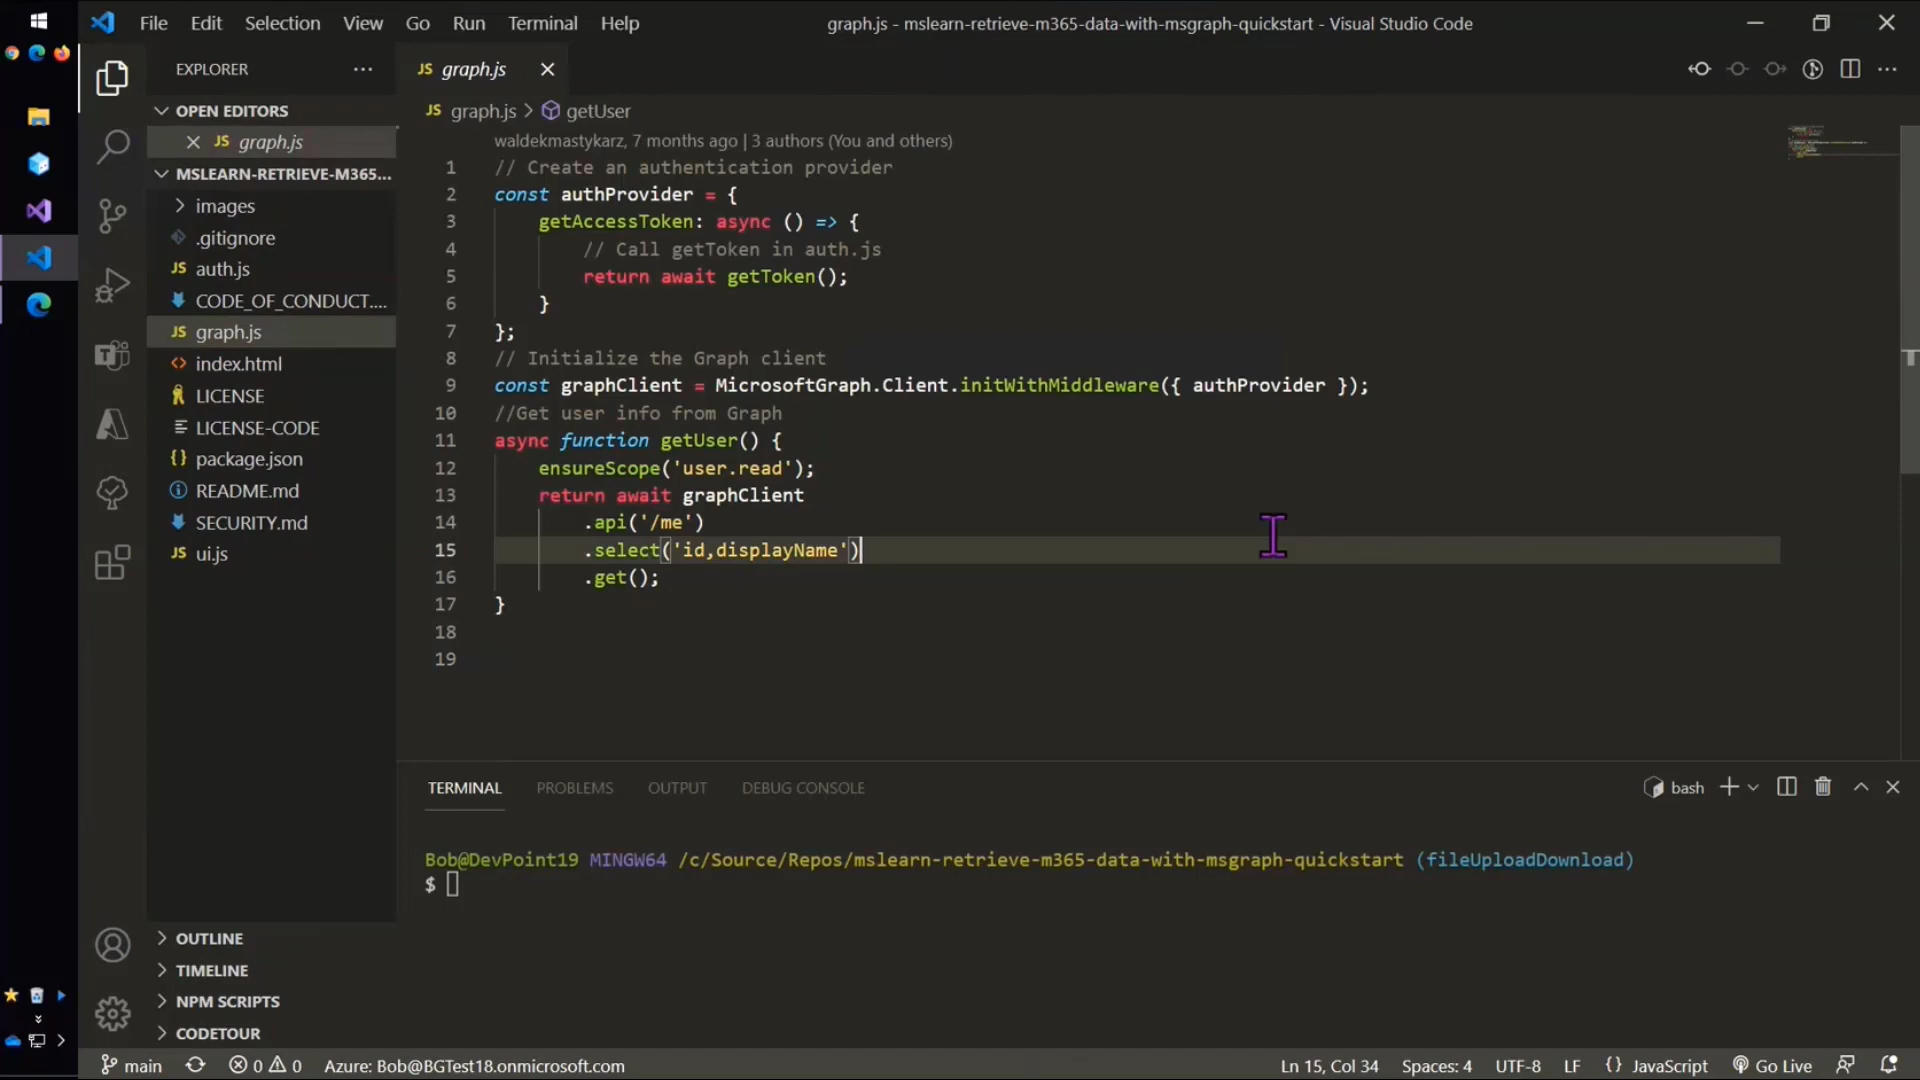 File Edit Selection View Go Run Terminal Help
graph.js - mslearn-retrieve-m365-data-with-msgraph-quickstart - Visual Studio Code
EXPLORER
JS graph.js
OPEN EDITORS
JS graph.js > getUser
JS graph.js
MSLEARN-RETRIEVE-M365...
images
.gitignore
JS auth.js
CODE_OF_CONDUCT....
JS graph.js
index.html
LICENSE
LICENSE-CODE
{} package.json
README.md
SECURITY.md
JS ui.js
waldekmastykarz, 7 months ago | 3 authors (You and others)
1 // Create an authentication provider
2 const authProvider = {
3 getAccessToken: async () => {
4 // Call getToken in auth.js
5 return await getToken();
6 }
7 };
8 // Initialize the Graph client
9 const graphClient = MicrosoftGraph.Client.initWithMiddleware({ authProvider });
10 //Get user info from Graph
11 async function getUser() {
12 ensureScope('user.read');
13 return await graphClient
14 .api('/me')
15 .select('id,displayName')
16 .get();
17 }
18
19
TERMINAL PROBLEMS OUTPUT DEBUG CONSOLE
bash
Bob@DevPoint19 MINGW64 /c/Source/Repos/mslearn-retrieve-m365-data-with-msgraph-quickstart (fileUploadDownload)
$
OUTLINE
TIMELINE
NPM SCRIPTS
CODETOUR
main 0 0 Azure: Bob@BGTest18.onmicrosoft.com Ln 15, Col 34 Spaces: 4 UTF-8 LF {} JavaScript Go Live